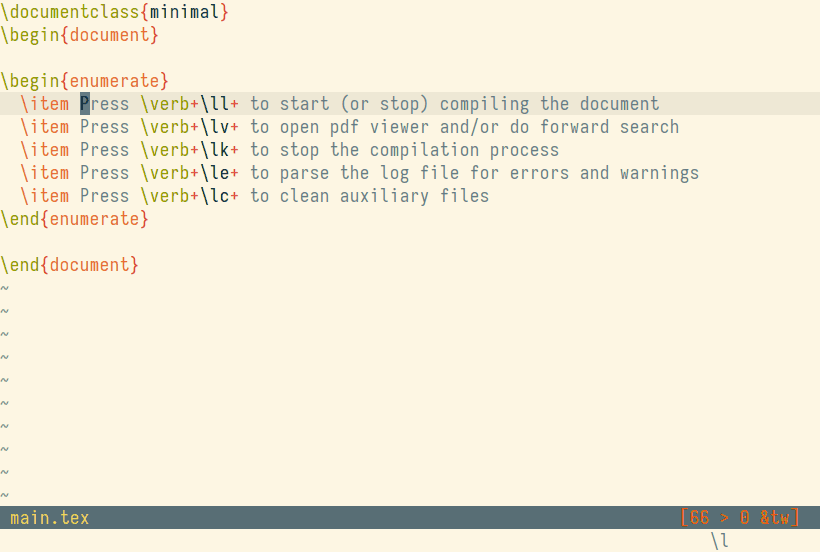 \documentclass{minimal}
\begin{document}
\begin{enumerate}
\item Press \verb+\ll+ to start (or stop) compiling the document
\item Press \verb+\lv+ to open pdf viewer and/or do forward search
\item Press \verb+\lk+ to stop the compilation process
\item Press \verb+\le+ to parse the log file for errors and warnings
\item Press \verb+\lc+ to clean auxiliary files
\end{enumerate}
\end{document}
~
~
~
~
~
~
~
~
~
~
main.tex [66 > 0 &tw]
\l